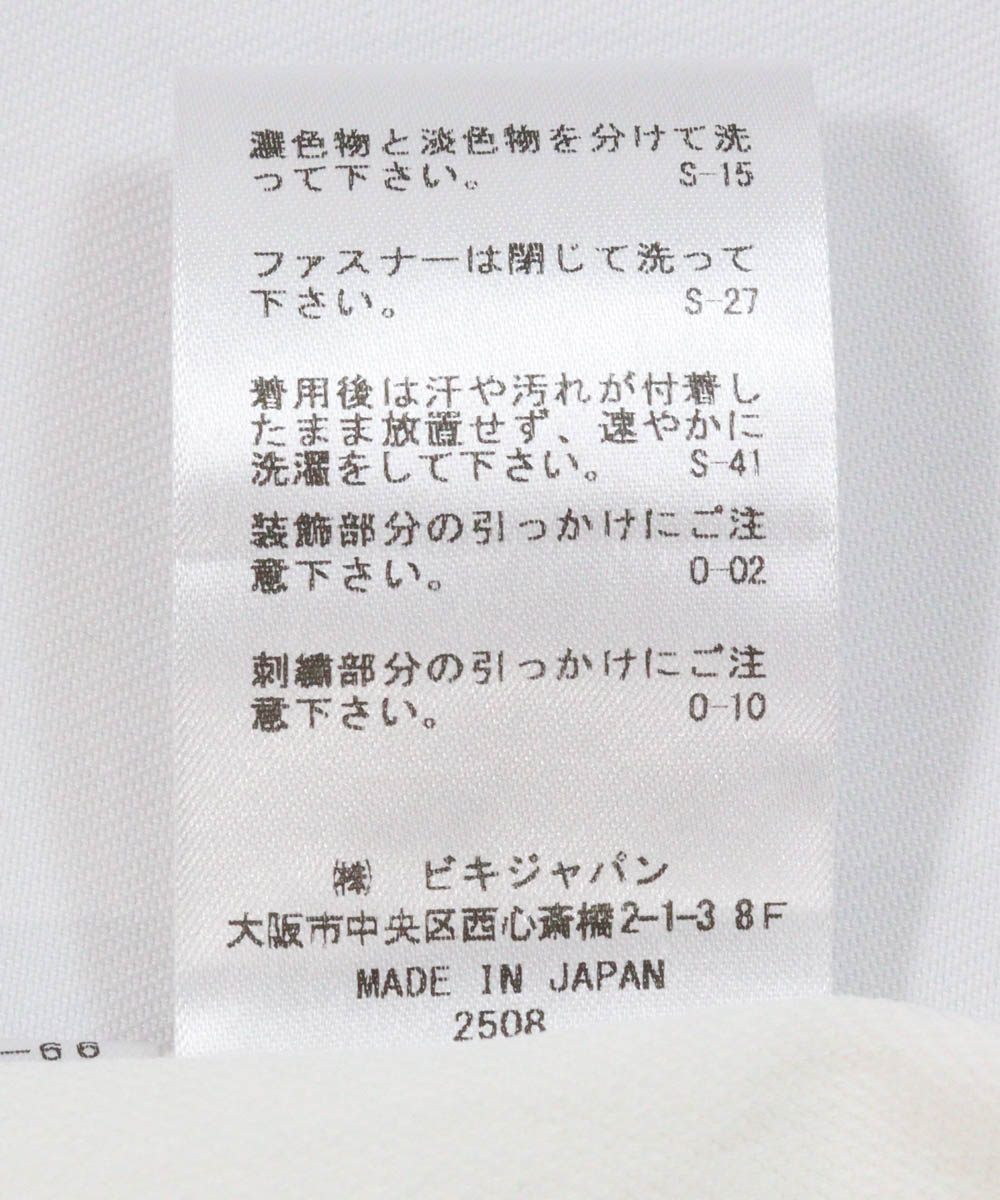 濃色物と淡色物を分けて洗
って下さい。 S-15
ファスナーは閉じて洗って
下さい。 S-27
着用後は汗や汚れが付着し
たまま放置せず、速やかに
洗濯をして下さい。 S-41
装飾部分の引っかけにご注
意下さい。 O-02
刺繍部分の引っかけにご注
意下さい。 O-10
㈱ ビキジャパン
大阪市中央区西心斎橋2-1-3 8F
MADE IN JAPAN
2508
-66